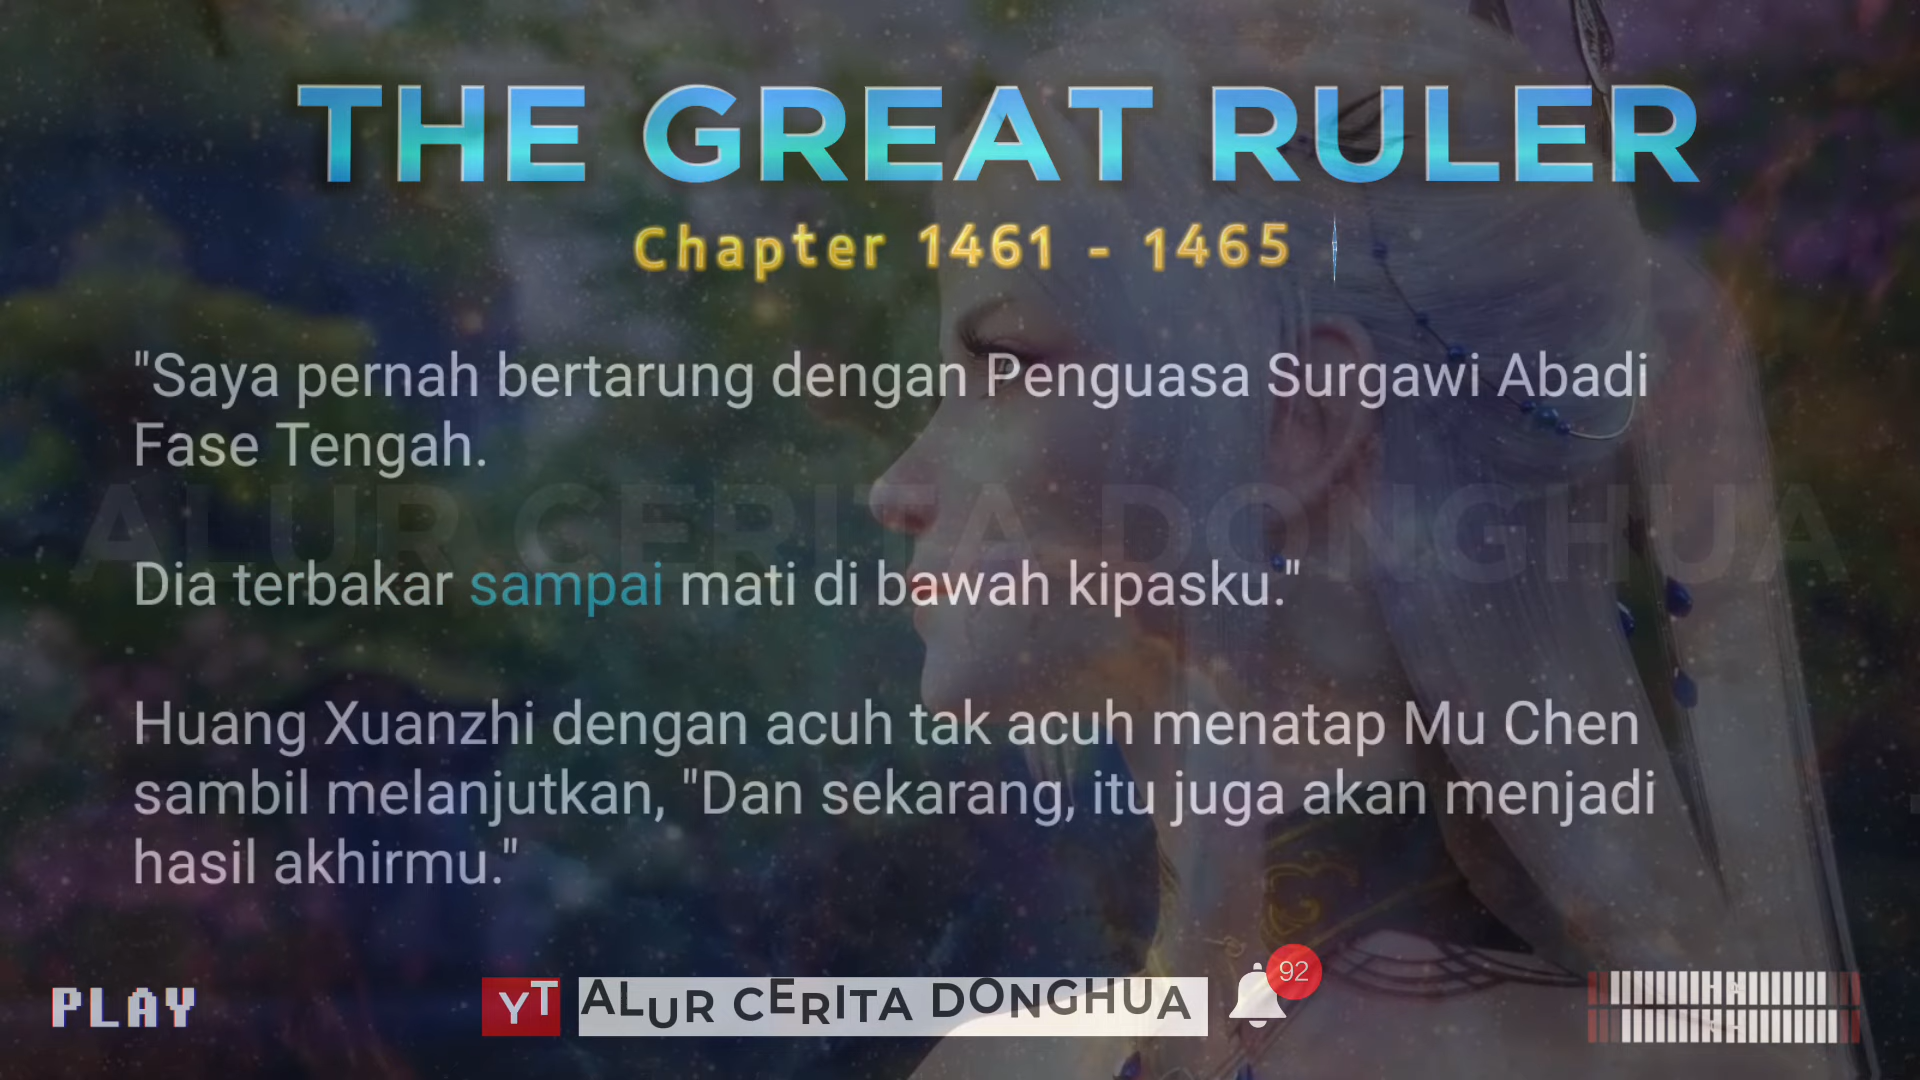 THE GREAT RULER
Chapter 1461 - 1465
"Saya pernah bertarung dengan Penguasa Surgawi Abadi
Fase Tengah.
ALUR CERITA DONGHUA
Dia terbakar sampai mati di bawah kipasku."
Huang Xuanzhi dengan acuh tak acuh menatap Mu Chen
sambil melanjutkan, "Dan sekarang, itu juga akan menjadi
hasil akhirmu."
PLAY
YT ALUR CERITA DONGHUA 92